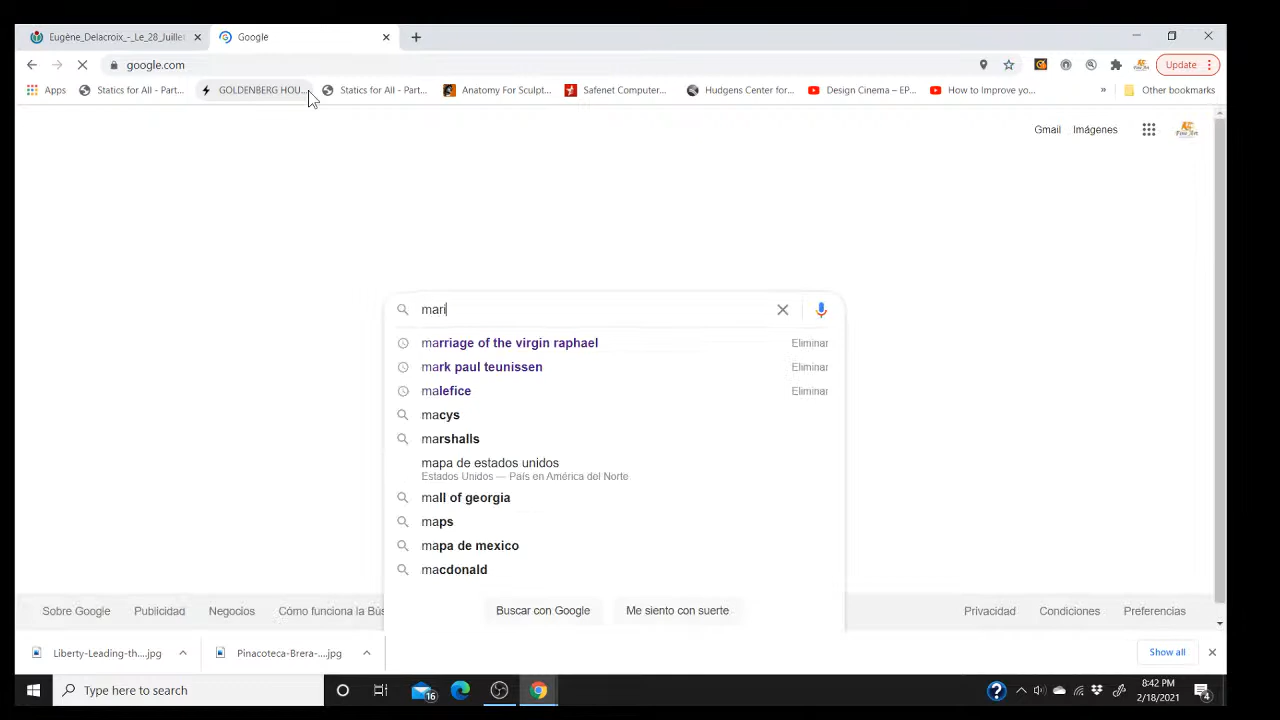 Eugène_Delacroix_-_Le_28_Juillet
Google
google.com
Update
Apps
Statics for All - Part...
GOLDENBERG HOU...
Statics for All - Part...
Anatomy For Sculpt...
Safenet Computer...
Hudgens Center for...
Design Cinema – EP...
How to Improve yo...
»
Other bookmarks
Gmail
Imágenes
mari
marriage of the virgin raphael
Eliminar
mark paul teunissen
Eliminar
malefice
Eliminar
macys
marshalls
mapa de estados unidos
Estados Unidos — País en América del Norte
mall of georgia
maps
mapa de mexico
macdonald
Buscar con Google
Me siento con suerte
Sobre Google
Publicidad
Negocios
Cómo funciona la Bús
Privacidad
Condiciones
Preferencias
Liberty-Leading-th....jpg
Pinacoteca-Brera-....jpg
Show all
Type here to search
16
8:42 PM
2/18/2021
4